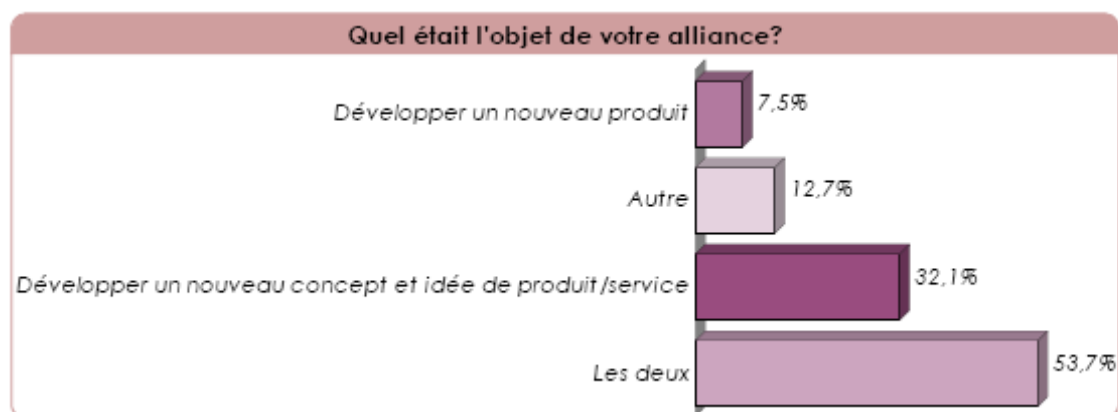 Quel était l'objet de votre alliance?
Développer un nouveau produit
7,5%
Autre
12,7%
Développer un nouveau concept et idée de produit/service
32,1%
Les deux
53,7%